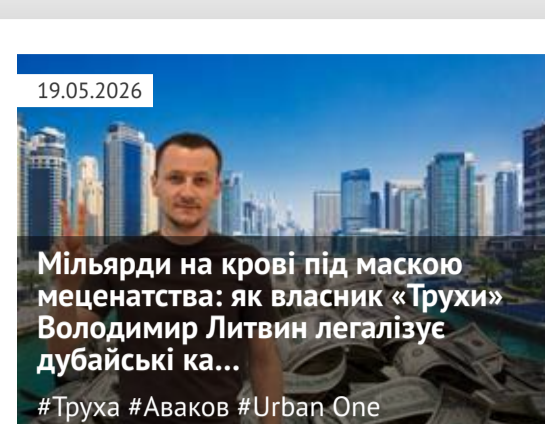 19.05.2026
Мільярди на крові під маскою
меценатства: як власник «Трухи»
Володимир Литвин легалізує
дубайські ка...
#Труха #Аваков #Urban One